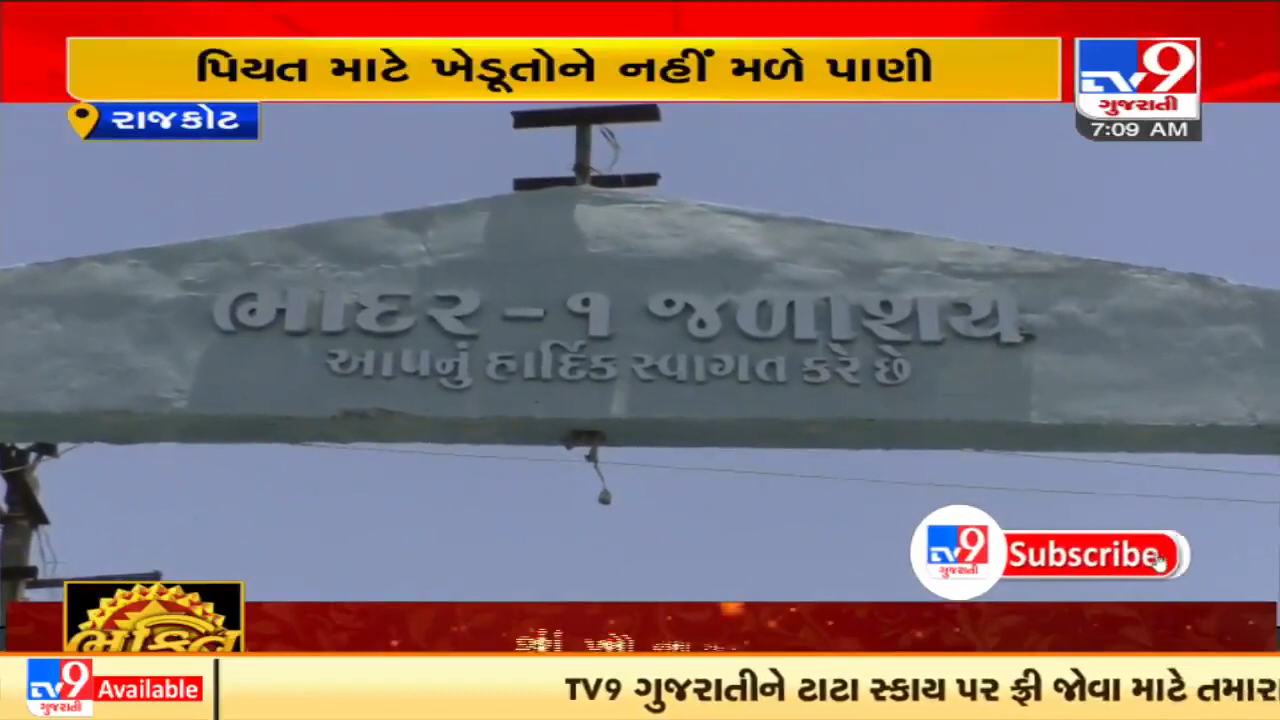 પિયત માટે ખેડૂતોને નહીં મળે પાણી
TV9
ગુજરાતી
7:09 AM
રાજકોટ
ભાદર - ૧ જળાશય
આપનું હાર્દિક સ્વાગત કરે છે
TV9
ગુજરાતી
Subscribe
ભક્તિ
TV9
ગુજરાતી
Available
TV9 ગુજરાતીને ટાટા સ્કાય પર ફ્રી જોવા માટે તમારા